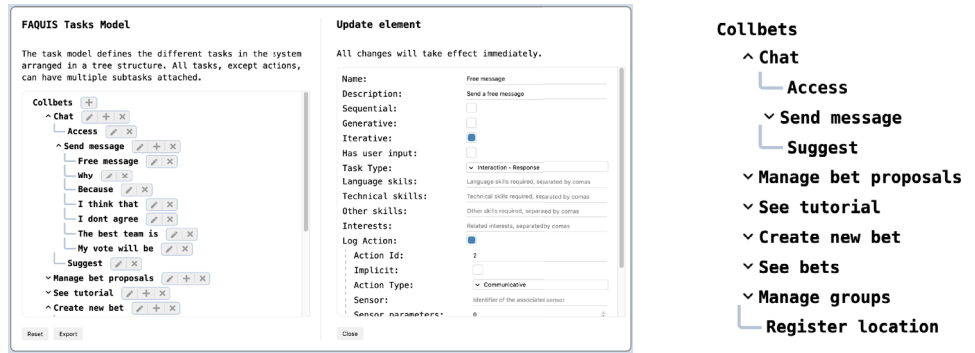 FAQUIS Tasks Model
The task model defines the different tasks in the system
arranged in a tree structure. All tasks, except actions,
can have multiple subtasks attached.
Collbets
Chat
Access
Send message
Free message
Why
Because
I think that
I dont agree
The best team is
My vote will be
Suggest
Manage bet proposals
See tutorial
Create new bet
Reset Export
Update element
All changes will take effect immediately.
Name: Free message
Description: Send a free message
Sequential:
Generative:
Iterative:
Has user input:
Task Type: Interaction - Response
Language skils: Language skills required, separated by comas
Technical skills: Technical skills required, separated by comas
Other skills: Other skills required, separated by comas
Interests: Related interests, separated by comas
Log Action:
Action Id: 2
Implicit:
Action Type: Communicative
Sensor: Identifier of the associated sensor
Sensor parameters: 0
Close
Collbets
Chat
Access
Send message
Suggest
Manage bet proposals
See tutorial
Create new bet
See bets
Manage groups
Register location